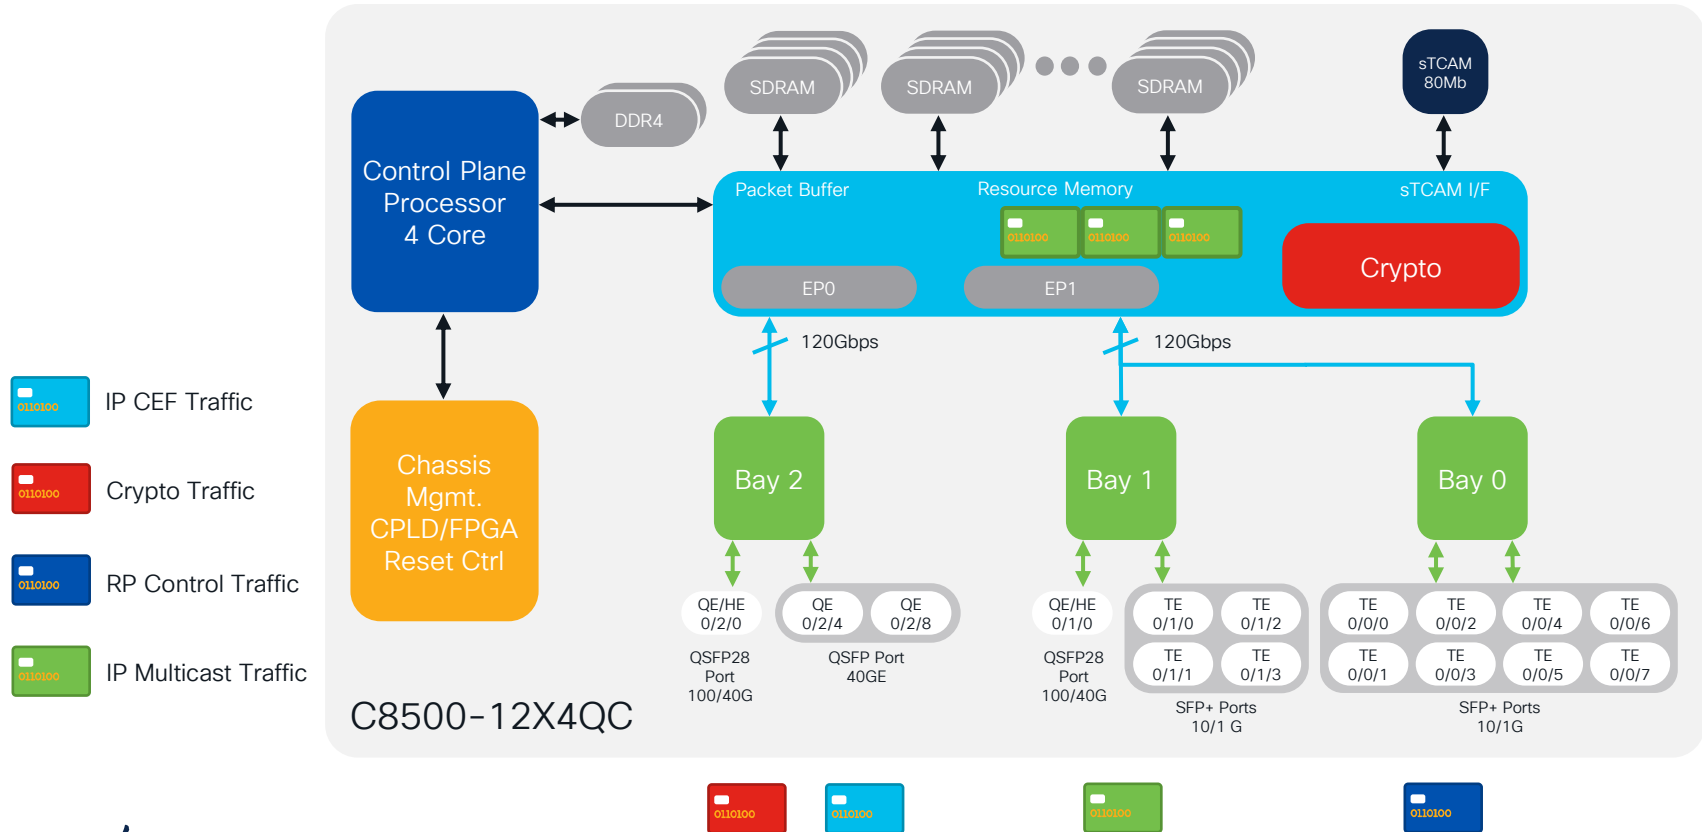 SDRAM
SDRAM
SDRAM
sTCAM
80Mb
DDR4
Control Plane
Processor
4 Core
Packet Buffer
Resource Memory
sTCAM I/F
0110100
0110100
0110100
Crypto
EP0
EP1
120Gbps
120Gbps
0110100
IP CEF Traffic
0110100
Crypto Traffic
0110100
RP Control Traffic
0110100
IP Multicast Traffic
Chassis
Mgmt.
CPLD/FPGA
Reset Ctrl
Bay 2
Bay 1
Bay 0
QE/HE
0/2/0
QE
0/2/4
QE
0/2/8
QSFP28
Port
100/40G
QSFP Port
40GE
QE/HE
0/1/0
QSFP28
Port
100/40G
TE
0/1/0
TE
0/1/2
TE
0/1/1
TE
0/1/3
SFP+ Ports
10/1 G
TE
0/0/0
TE
0/0/2
TE
0/0/4
TE
0/0/6
TE
0/0/1
TE
0/0/3
TE
0/0/5
TE
0/0/7
SFP+ Ports
10/1G
C8500-12X4QC
0110100
0110100
0110100
0110100